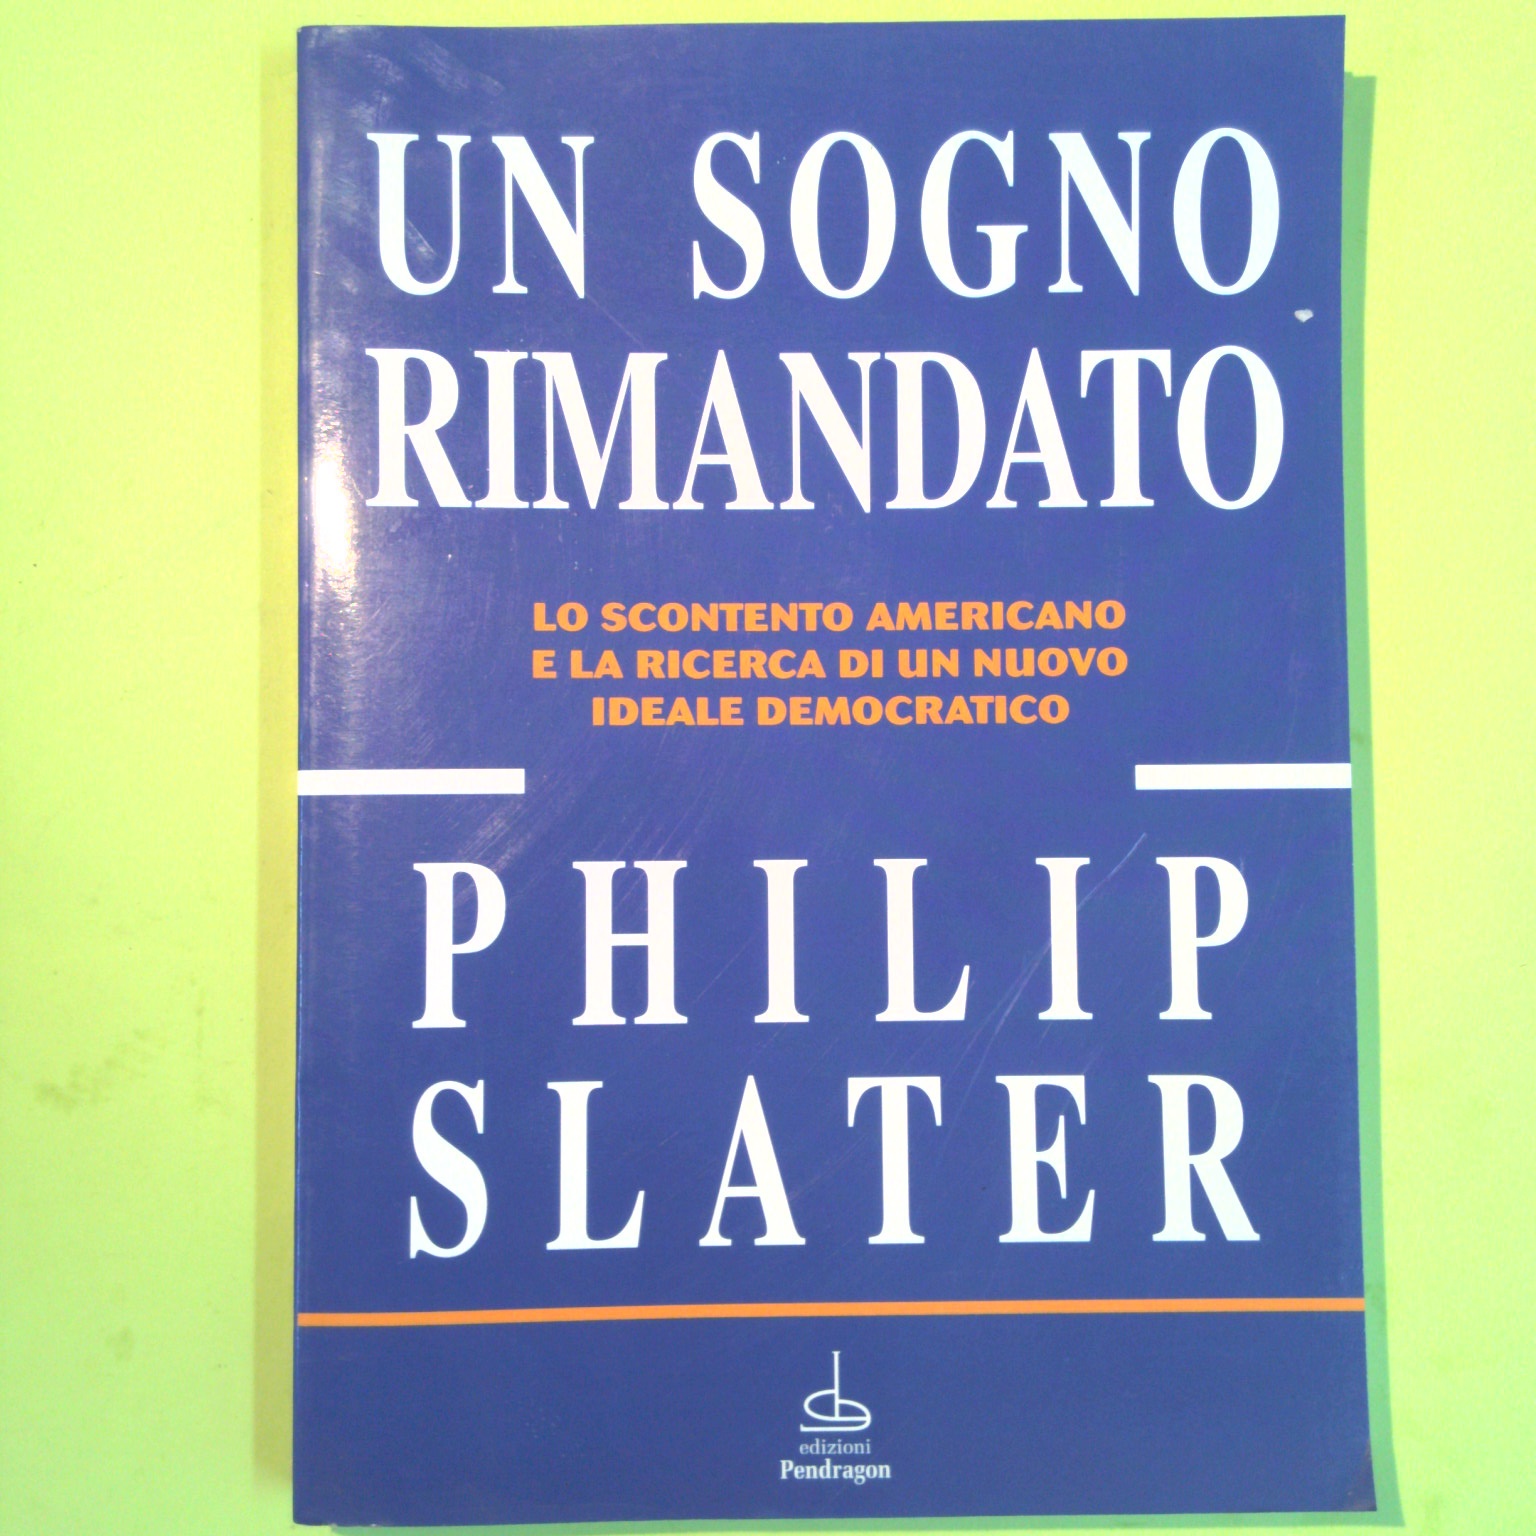 UN SOGNO
RIMANDATO
LO SCONTENTO AMERICANO
E LA RICERCA DI UN NUOVO
IDEALE DEMOCRATICO
PHILIP
SLATER
edizioni
Pendragon